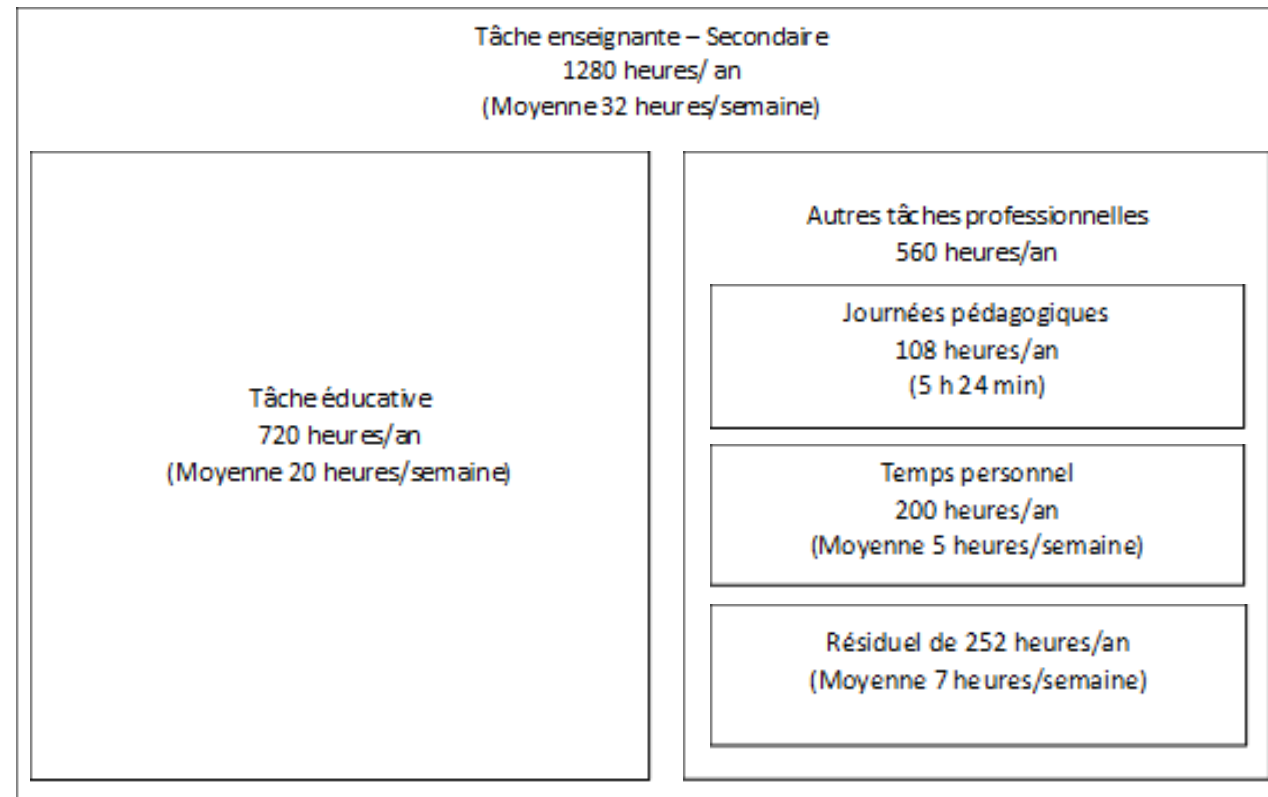 Tâche enseignante – Secondaire
1280 heures/ an
(Moyenne 32 heures/semaine)
Tâche éducative
720 heures/an
(Moyenne 20 heures/semaine)
Autres tâches professionnelles
560 heures/an
Journées pédagogiques
108 heures/an
(5 h 24 min)
Temps personnel
200 heures/an
(Moyenne 5 heures/semaine)
Résiduel de 252 heures/an
(Moyenne 7 heures/semaine)